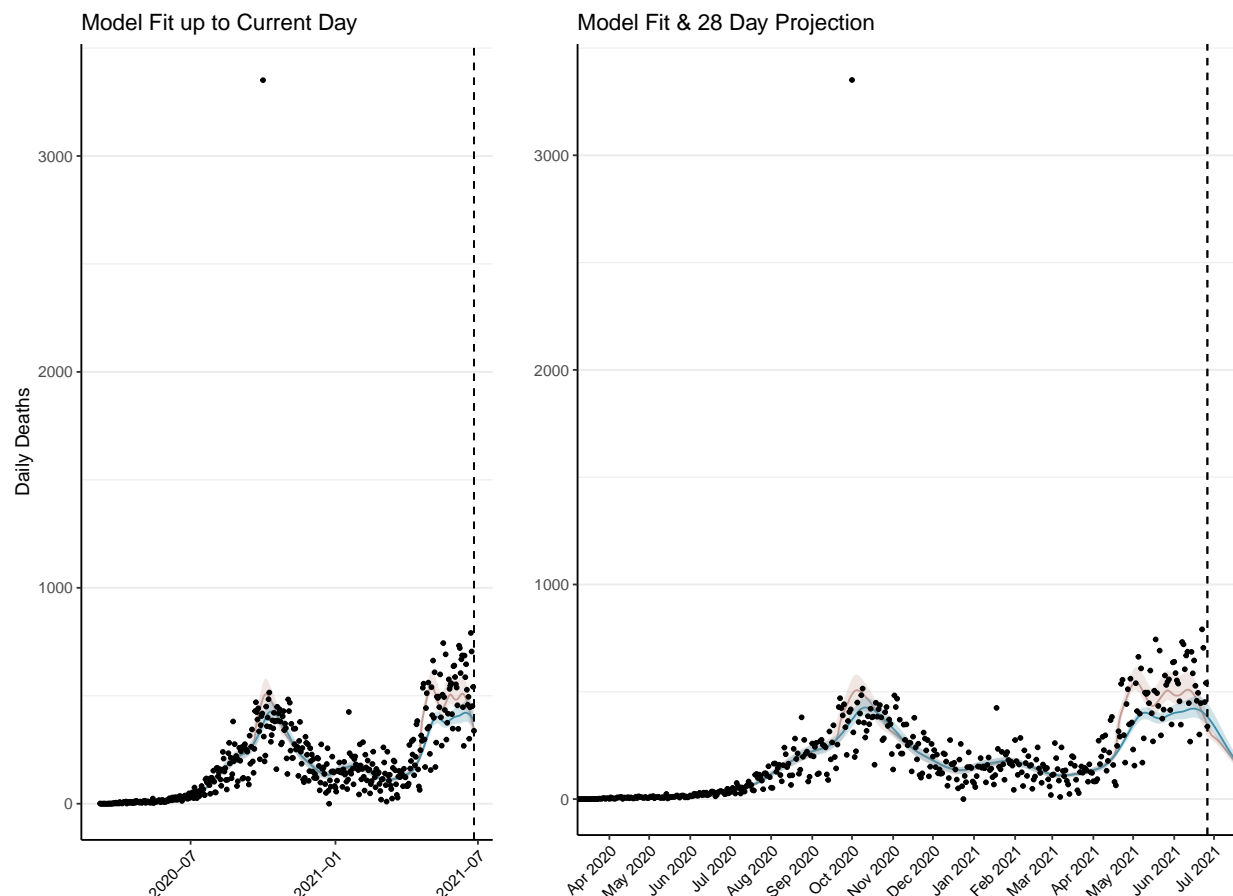 Model Fit up to Current Day
Model Fit & 28 Day Projection
Daily Deaths
3000
2000
1000
0
2020−07
2021−01
2021−07
3000
2000
1000
0
Apr 2020
May 2020
Jun 2020
Jul 2020
Aug 2020
Sep 2020
Oct 2020
Nov 2020
Dec 2020
Jan 2021
Feb 2021
Mar 2021
Apr 2021
May 2021
Jun 2021
Jul 2021